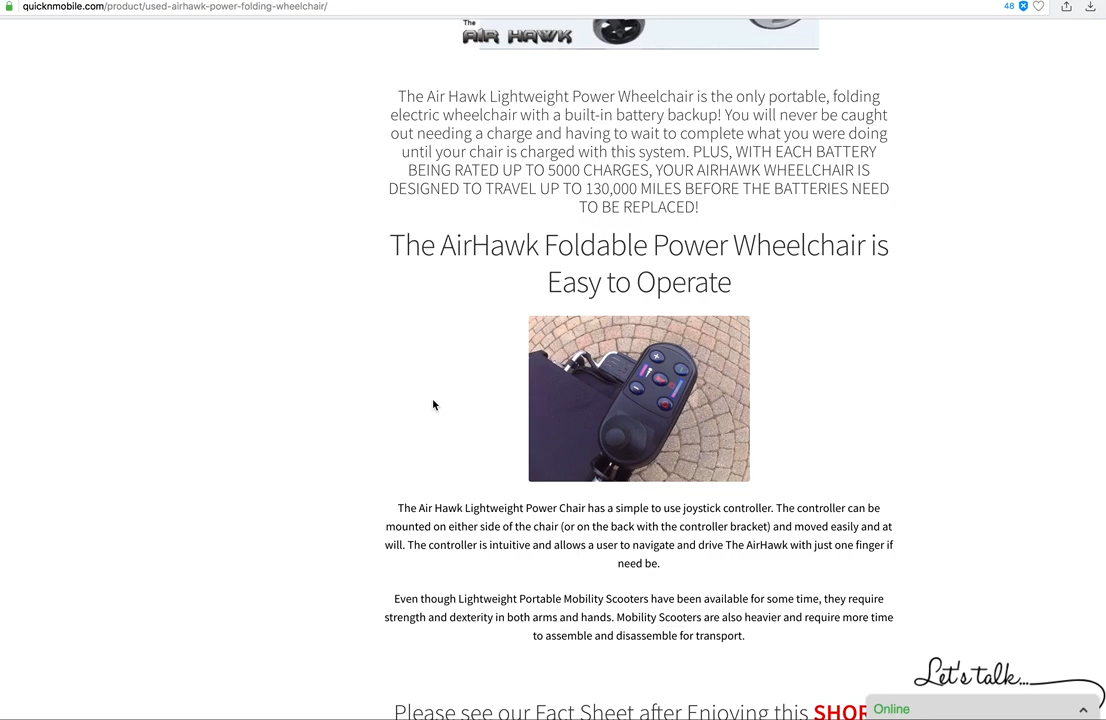 quicknmobile.com/product/used-airhawk-power-folding-wheelchair/
48
The
AIR HAWK
The Air Hawk Lightweight Power Wheelchair is the only portable, folding
electric wheelchair with a built-in battery backup! You will never be caught
out needing a charge and having to wait to complete what you were doing
until your chair is charged with this system. PLUS, WITH EACH BATTERY
BEING RATED UP TO 5000 CHARGES, YOUR AIRHAWK WHEELCHAIR IS
DESIGNED TO TRAVEL UP TO 130,000 MILES BEFORE THE BATTERIES NEED
TO BE REPLACED!
The AirHawk Foldable Power Wheelchair is
Easy to Operate
The Air Hawk Lightweight Power Chair has a simple to use joystick controller. The controller can be
mounted on either side of the chair (or on the back with the controller bracket) and moved easily and at
will. The controller is intuitive and allows a user to navigate and drive The AirHawk with just one finger if
need be.
Even though Lightweight Portable Mobility Scooters have been available for some time, they require
strength and dexterity in both arms and hands. Mobility Scooters are also heavier and require more time
to assemble and disassemble for transport.
Let's talk...
Please see our Fact Sheet after Enjoying this SHOR
Online